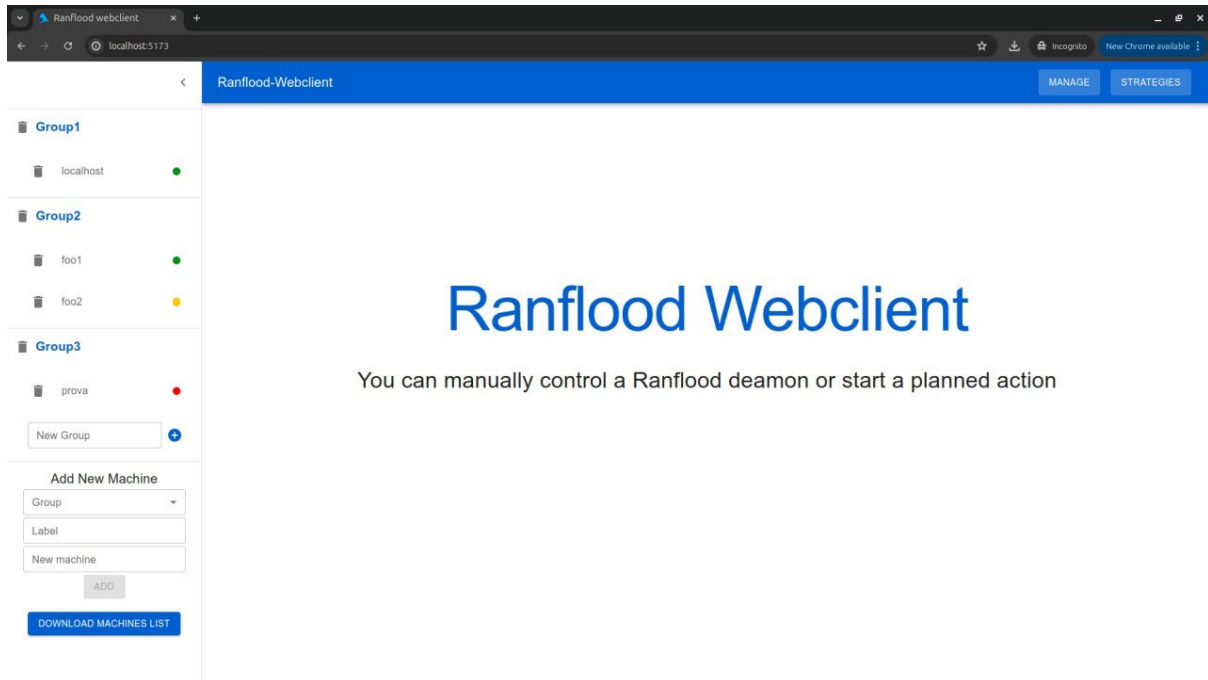 Ranflood webclient
localhost:5173
Incognito
New Chrome available
Ranflood-Webclient
MANAGE
STRATEGIES
Group1
localhost
Group2
foo1
foo2
Group3
prova
New Group
Add New Machine
Group
Label
New machine
ADD
DOWNLOAD MACHINES LIST
Ranflood Webclient
You can manually control a Ranflood deamon or start a planned action